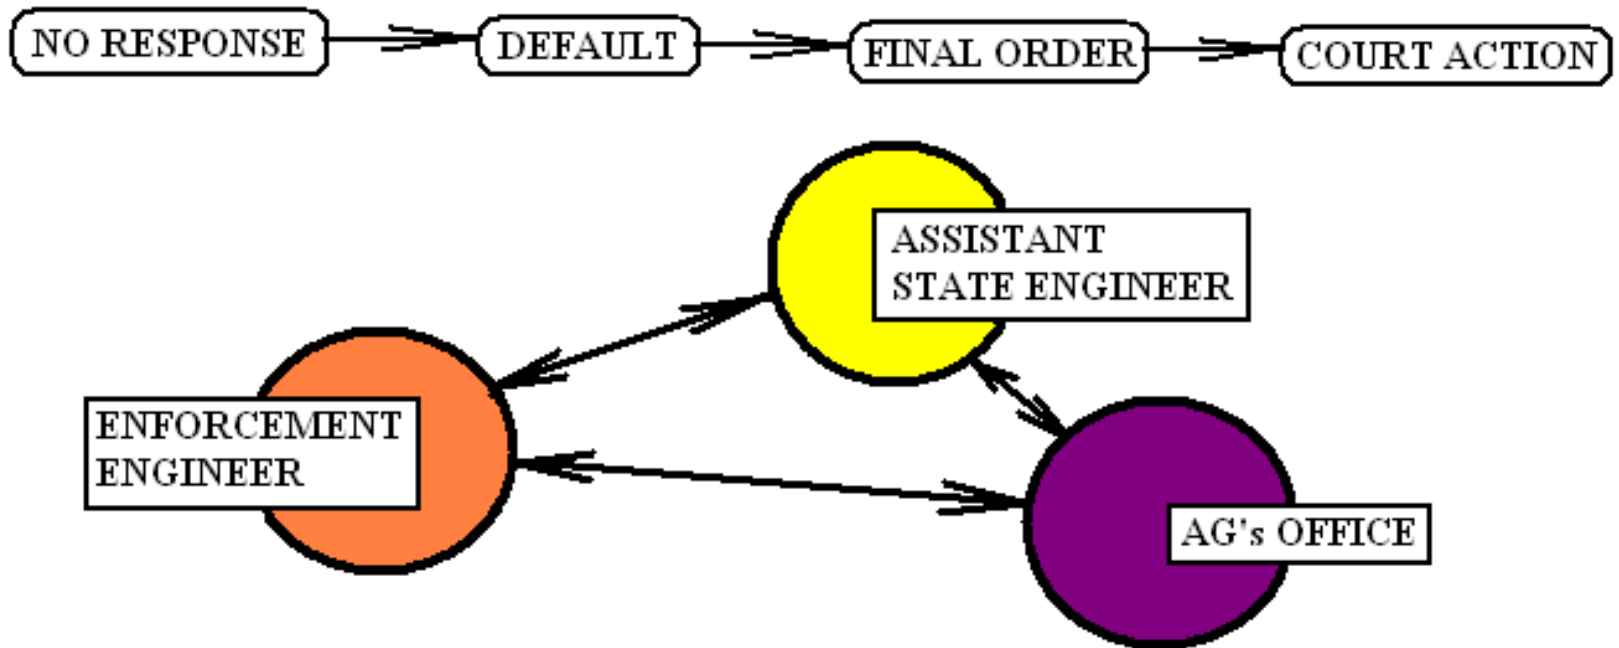 NO RESPONSE
DEFAULT
FINAL ORDER
COURT ACTION
ASSISTANT
STATE ENGINEER
ENFORCEMENT
ENGINEER
AG's OFFICE